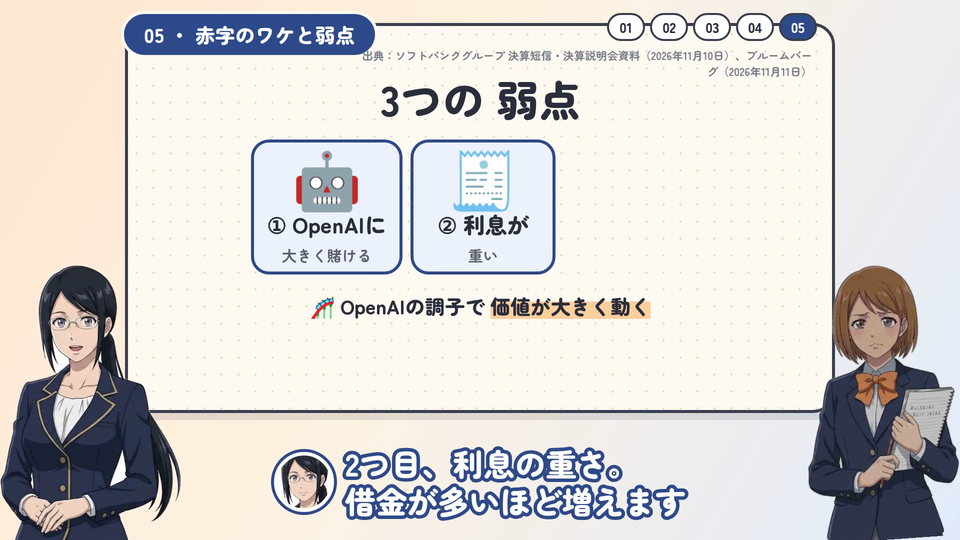 05 ・ 赤字のワケと弱点
01 02 03 04 05
出典：ソフトバンクグループ 決算短信・決算説明会資料（2026年11月10日）、ブルームバー
グ（2026年11月11日）
3つの 弱点
① OpenAIに
大きく賭ける
② 利息が
重い
OpenAIの調子で 価値が大きく動く
2つ目、利息の重さ。
借金が多いほど増えます